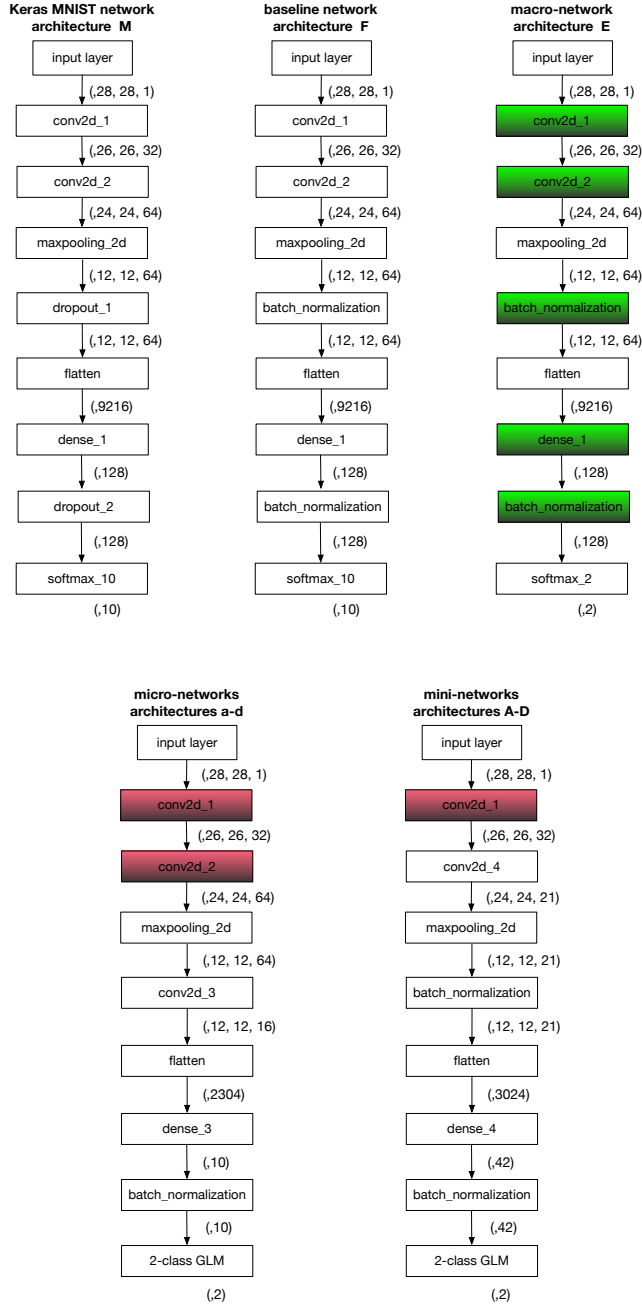 Keras MNIST network
architecture M
input layer
(,28, 28, 1)
conv2d_1
(,26, 26, 32)
conv2d_2
(,24, 24, 64)
maxpooling_2d
(,12, 12, 64)
dropout_1
(,12, 12, 64)
flatten
(,9216)
dense_1
(,128)
dropout_2
(,128)
softmax_10
(,10)
baseline network
architecture F
input layer
(,28, 28, 1)
conv2d_1
(,26, 26, 32)
conv2d_2
(,24, 24, 64)
maxpooling_2d
(,12, 12, 64)
batch_normalization
(,12, 12, 64)
flatten
(,9216)
dense_1
(,128)
batch_normalization
(,128)
softmax_10
(,10)
macro-network
architecture E
input layer
(,28, 28, 1)
conv2d_1
(,26, 26, 32)
conv2d_2
(,24, 24, 64)
maxpooling_2d
(,12, 12, 64)
batch_normalization
(,12, 12, 64)
flatten
(,9216)
dense_1
(,128)
batch_normalization
(,128)
softmax_2
(,2)
micro-networks
architectures a-d
input layer
(,28, 28, 1)
conv2d_1
(,26, 26, 32)
conv2d_2
(,24, 24, 64)
maxpooling_2d
(,12, 12, 64)
conv2d_3
(,12, 12, 16)
flatten
(,2304)
dense_3
(,10)
batch_normalization
(,10)
2-class GLM
(,2)
mini-networks
architectures A-D
input layer
(,28, 28, 1)
conv2d_1
(,26, 26, 32)
conv2d_4
(,24, 24, 21)
maxpooling_2d
(,12, 12, 21)
batch_normalization
(,12, 12, 21)
flatten
(,3024)
dense_4
(,42)
batch_normalization
(,42)
2-class GLM
(,2)